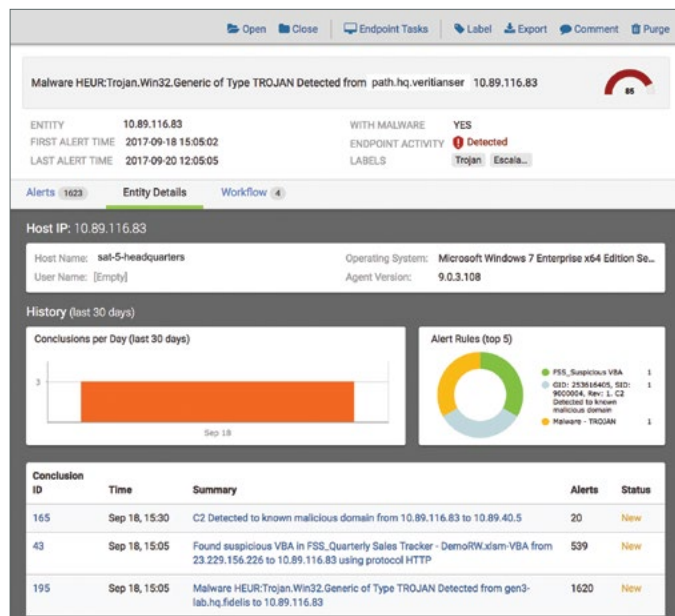 Open Close Endpoint Tasks Label Export Comment Purge
Malware HEUR:Trojan.Win32.Generic of Type TROJAN Detected from path.hq.veritianser 10.89.116.83
85
ENTITY 10.89.116.83 WITH MALWARE YES
FIRST ALERT TIME 2017-09-18 15:05:02 ENDPOINT ACTIVITY Detected
LAST ALERT TIME 2017-09-20 12:05:05 LABELS Trojan Escala...
Alerts 1623 Entity Details Workflow 4
Host IP: 10.89.116.83
Host Name: sat-5-headquarters Operating System: Microsoft Windows 7 Enterprise x64 Edition Se...
User Name: [Empty] Agent Version: 9.0.3.108
History (last 30 days)
Conclusions per Day (last 30 days)
3
Sep 18
Alert Rules (top 5)
FSS_Suspicious VBA 1
GID: 253616405, SID: 1
9000004, Rev: 1. C2
Detected to known
malicious domain
Malware - TROJAN 1
Conclusion
ID Time Summary Alerts Status
165 Sep 18, 15:30 C2 Detected to known malicious domain from 10.89.116.83 to 10.89.40.5 20 New
43 Sep 18, 15:05 Found suspicious VBA in FSS_Quarterly Sales Tracker - DemoRW.xlsm-VBA from 539 New
23.229.156.226 to 10.89.116.83 using protocol HTTP
195 Sep 18, 15:05 Malware HEUR:Trojan.Win32.Generic of Type TROJAN Detected from gen3- 1620 New
lab.hq.fidelis to 10.89.116.83